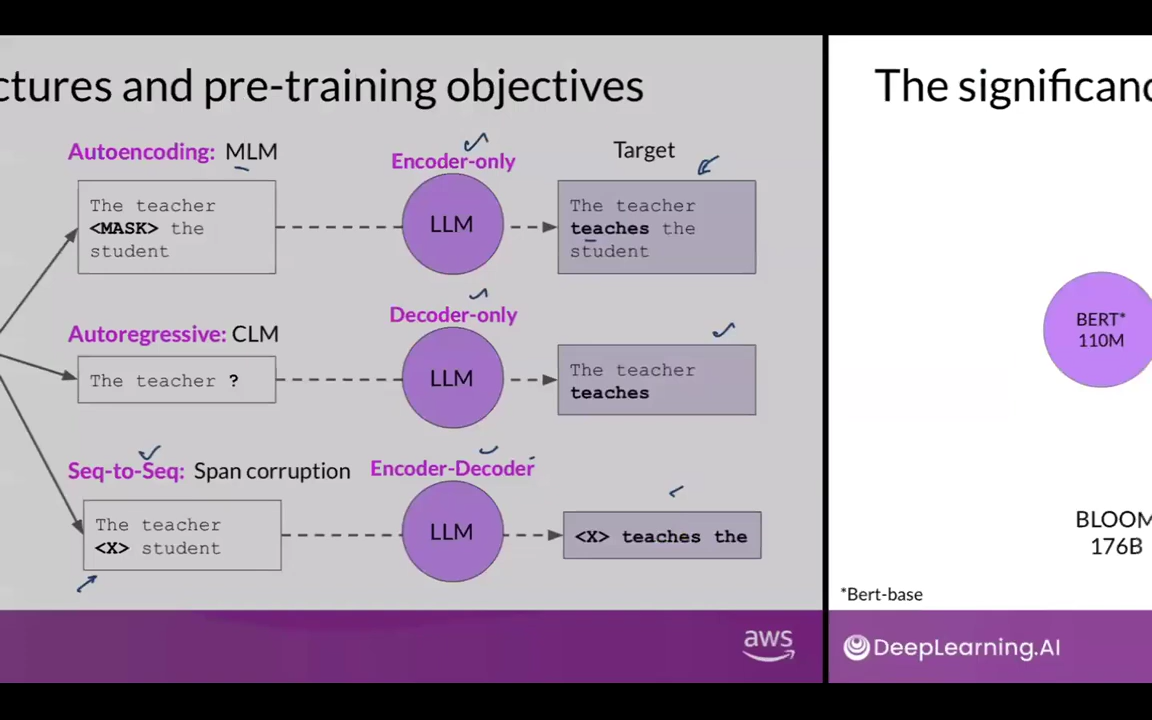 ctures and pre-training objectives
Autoencoding: MLM
The teacher
<MASK> the
student
Encoder-only
LLM
Target
The teacher
teaches the
student
Autoregressive: CLM
The teacher ?
Decoder-only
LLM
The teacher
teaches
Seq-to-Seq: Span corruption
The teacher
<X> student
Encoder-Decoder
LLM
<X> teaches the
aws
The significanc
BERT*
110M
BLOOM
176B
*Bert-base
DeepLearning.AI